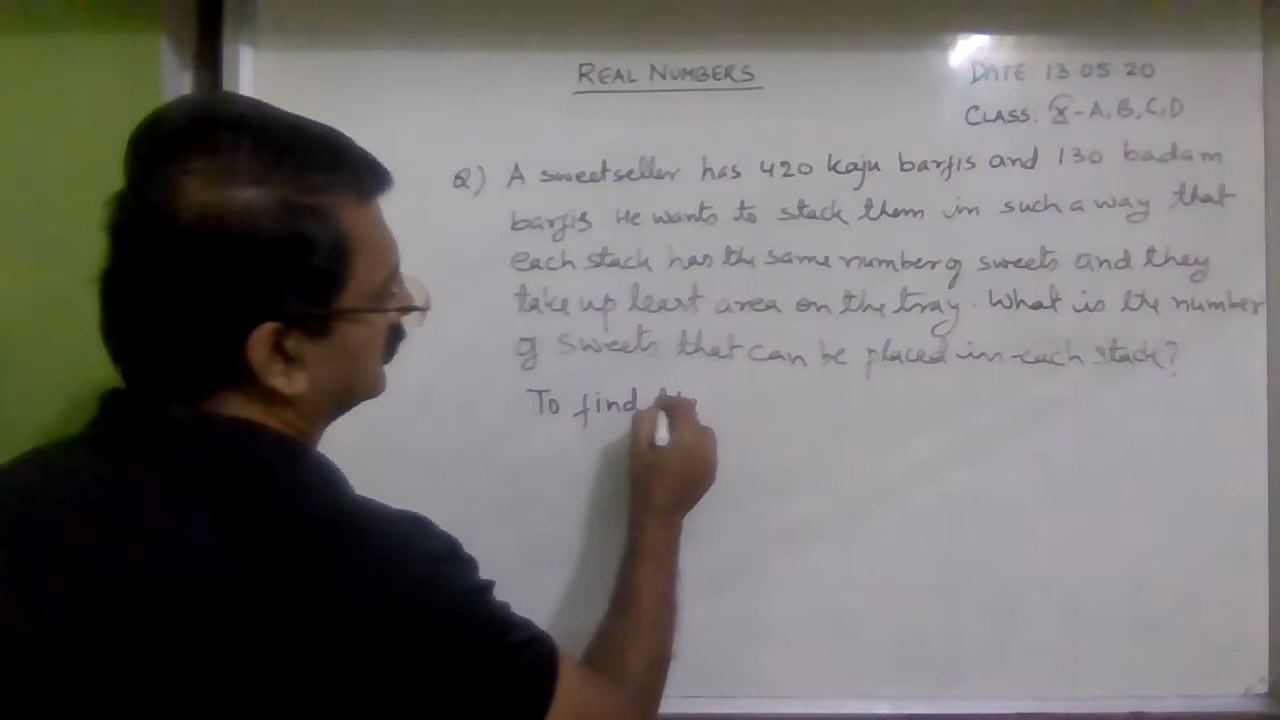 REAL NUMBERS
DATE: 13 05 20
CLASS: X-A, B, C, D
Q) A sweetseller has 420 kaju barfis and 130 badam
barfis. He wants to stack them in such a way that
each stack has the same number of sweets and they
take up least area on the tray. What is the number
of sweets that can be placed in each stack?
To find